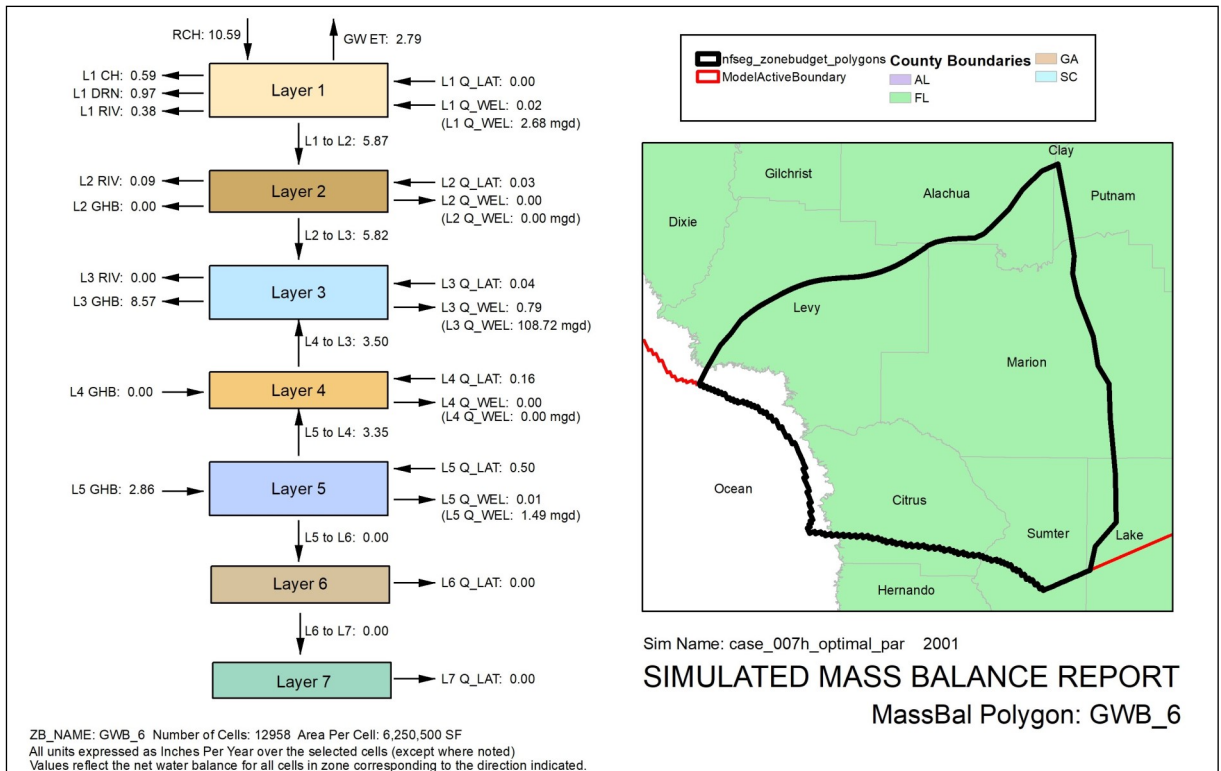 RCH: 10.59
GW ET: 2.79
L1 CH: 0.59
L1 DRN: 0.97
L1 RIV: 0.38
Layer 1
L1 Q_LAT: 0.00
L1 Q_WEL: 0.02
(L1 Q_WEL: 2.68 mgd)
L1 to L2: 5.87
L2 RIV: 0.09
L2 GHB: 0.00
Layer 2
L2 Q_LAT: 0.03
L2 Q_WEL: 0.00
(L2 Q_WEL: 0.00 mgd)
L2 to L3: 5.82
L3 RIV: 0.00
L3 GHB: 8.57
Layer 3
L3 Q_LAT: 0.04
L3 Q_WEL: 0.79
(L3 Q_WEL: 108.72 mgd)
L4 to L3: 3.50
L4 GHB: 0.00
Layer 4
L4 Q_LAT: 0.16
L4 Q_WEL: 0.00
(L4 Q_WEL: 0.00 mgd)
L5 to L4: 3.35
L5 GHB: 2.86
Layer 5
L5 Q_LAT: 0.50
L5 Q_WEL: 0.01
(L5 Q_WEL: 1.49 mgd)
L5 to L6: 0.00
Layer 6
L6 Q_LAT: 0.00
L6 to L7: 0.00
Layer 7
L7 Q_LAT: 0.00
ZB_NAME: GWB_6 Number of Cells: 12958 Area Per Cell: 6,250,500 SF
All units expressed as Inches Per Year over the selected cells (except where noted)
Values reflect the net water balance for all cells in zone corresponding to the direction indicated.
nfseg_zonebudget_polygons
ModelActiveBoundary
County Boundaries
AL
FL
GA
SC
Clay
Gilchrist
Alachua
Putnam
Dixie
Levy
Marion
Ocean
Citrus
Sumter
Lake
Hernando
Sim Name: case_007h_optimal_par 2001
SIMULATED MASS BALANCE REPORT
MassBal Polygon: GWB_6